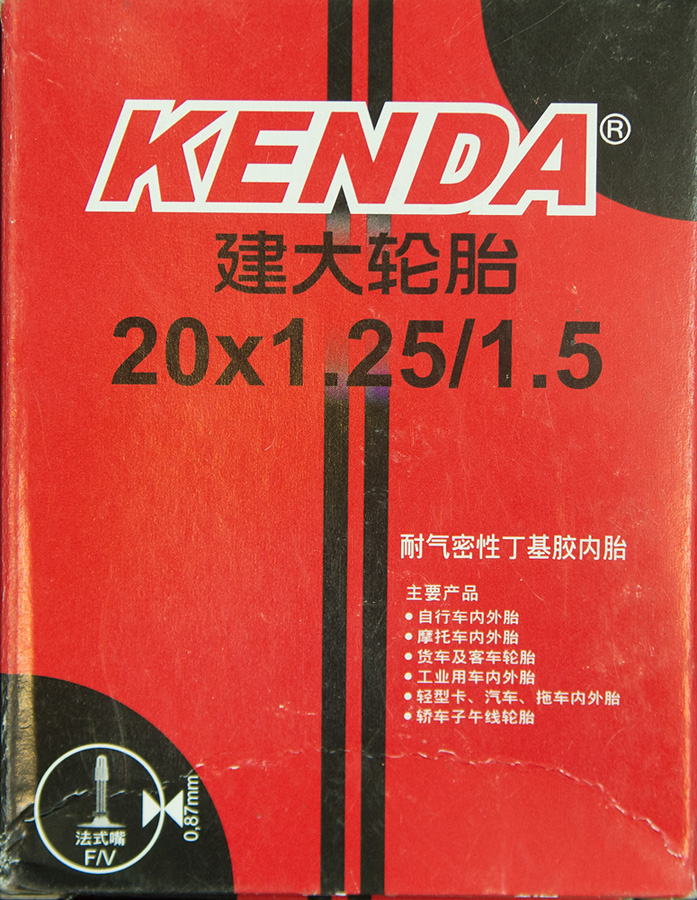 KENDA®
建大轮胎
20x1.25/1.5
耐气密性丁基胶内胎
主要产品
•自行车内外胎
•摩托车内外胎
•货车及客车轮胎
•工业用车内外胎
•轻型卡、汽车、拖车内外胎
•轿车子午线轮胎
法式嘴
F/V
0,87mm